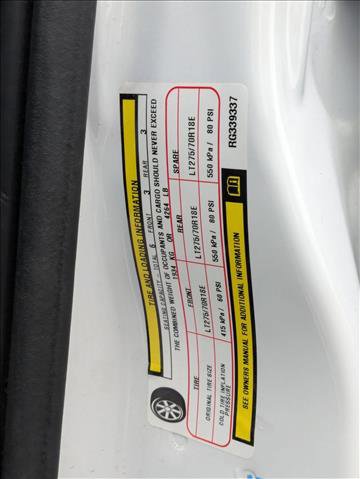 TIRE AND LOADING INFORMATION
SEATING CAPACITY - TOTAL 6 FRONT 3 REAR 3
THE COMBINED WEIGHT OF OCCUPANTS AND CARGO SHOULD NEVER EXCEED
1934 KG OR 4264 LB
TIRE FRONT REAR SPARE
ORIGINAL TIRE SIZE LT275/70R18E LT275/70R18E LT275/70R18E
COLD TIRE INFLATION PRESSURE 415 kPa / 60 PSI 550 kPa / 80 PSI 550 kPa / 80 PSI
SEE OWNERS MANUAL FOR ADDITIONAL INFORMATION
RG339337